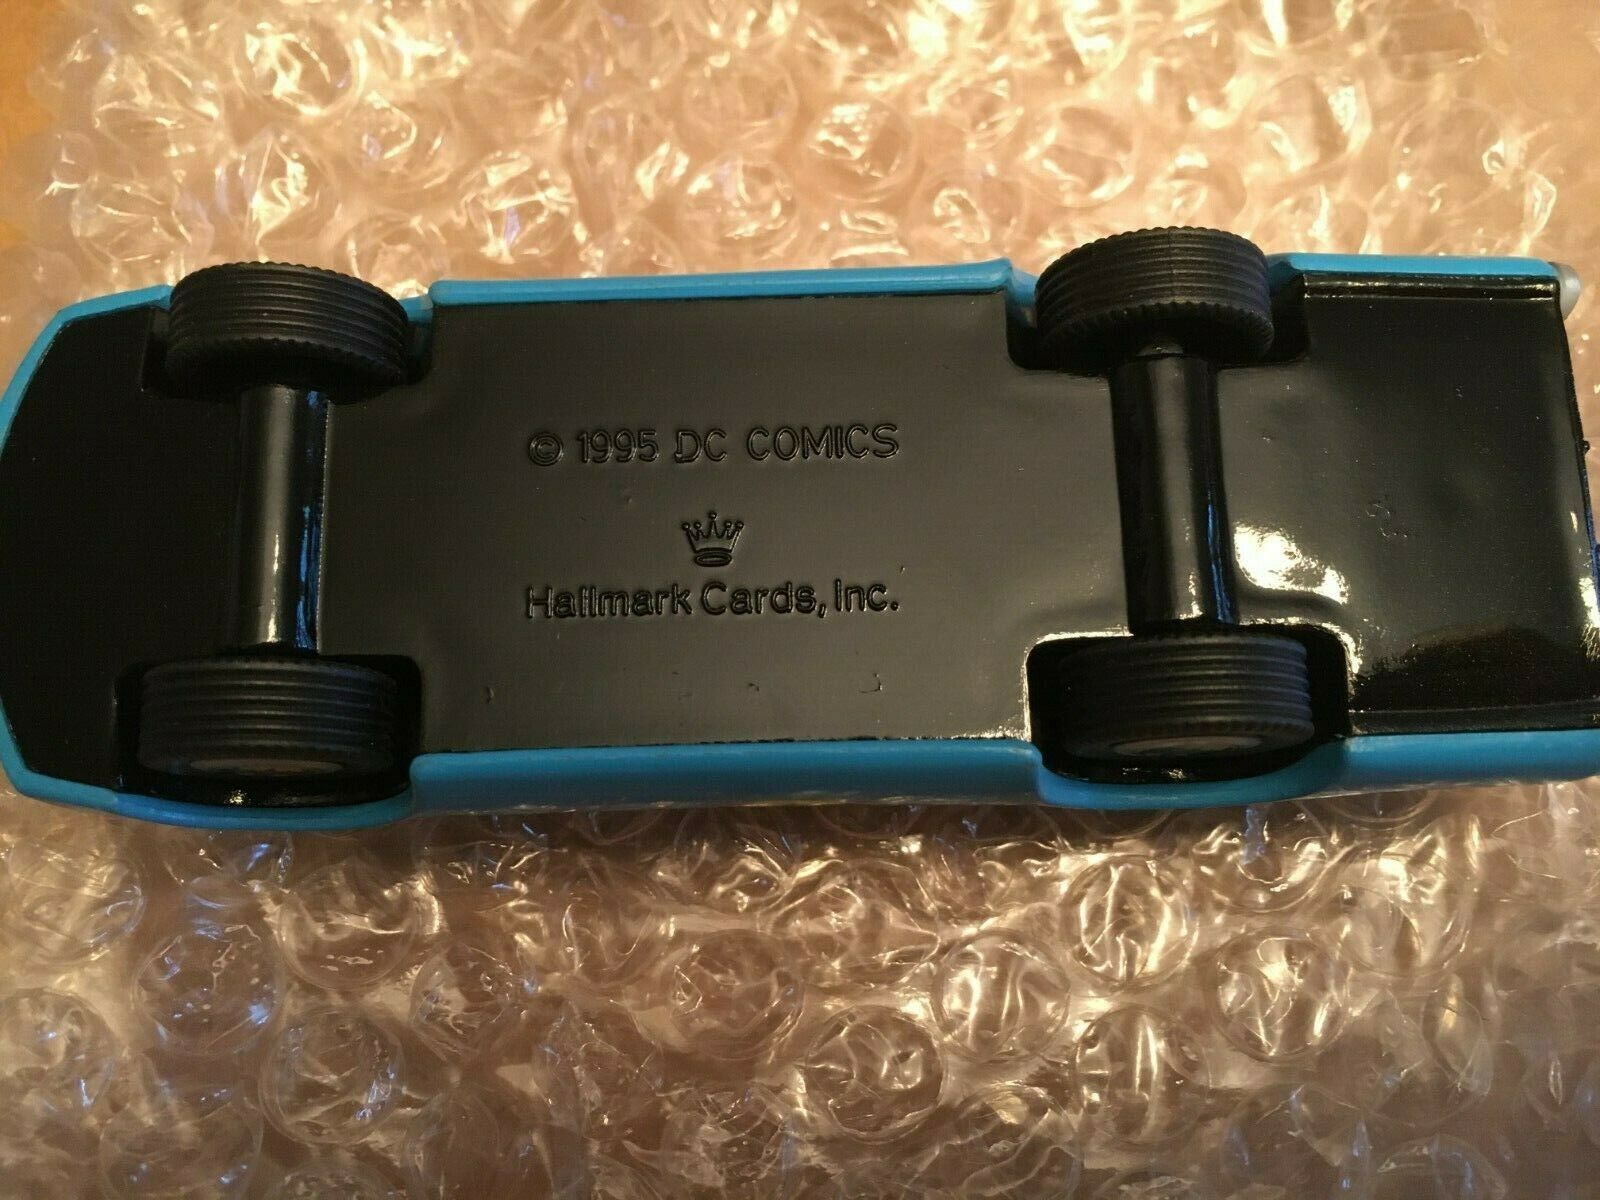 © 1995 DC COMICS
Hallmark Cards, Inc.